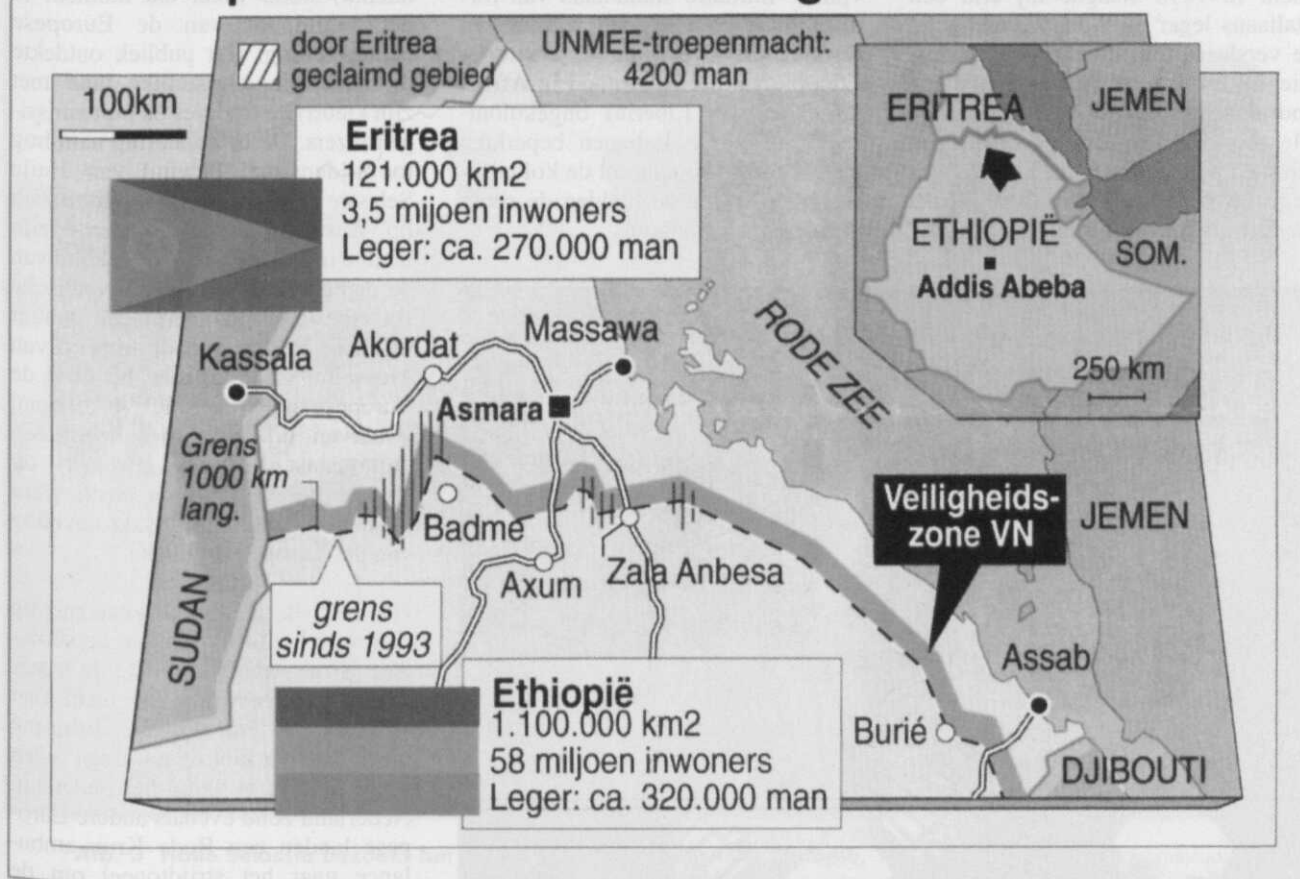 door Eritrea
geclaimd gebied
UNMEE-troepenmacht:
4200 man
100km
Eritrea
121.000 km2
3,5 mijoen inwoners
Leger: ca. 270.000 man
ERITREA
JEMEN
ETHIOPIË
Addis Abeba
SOM.
250 km
Kassala
Akordat
Massawa
Asmara
RODE ZEE
Grens
1000 km
lang.
Badme
Axum
Zala Anbesa
Veiligheids-
zone VN
JEMEN
SUDAN
grens
sinds 1993
Assab
Burié
DJIBOUTI
Ethiopië
1.100.000 km2
58 miljoen inwoners
Leger: ca. 320.000 man